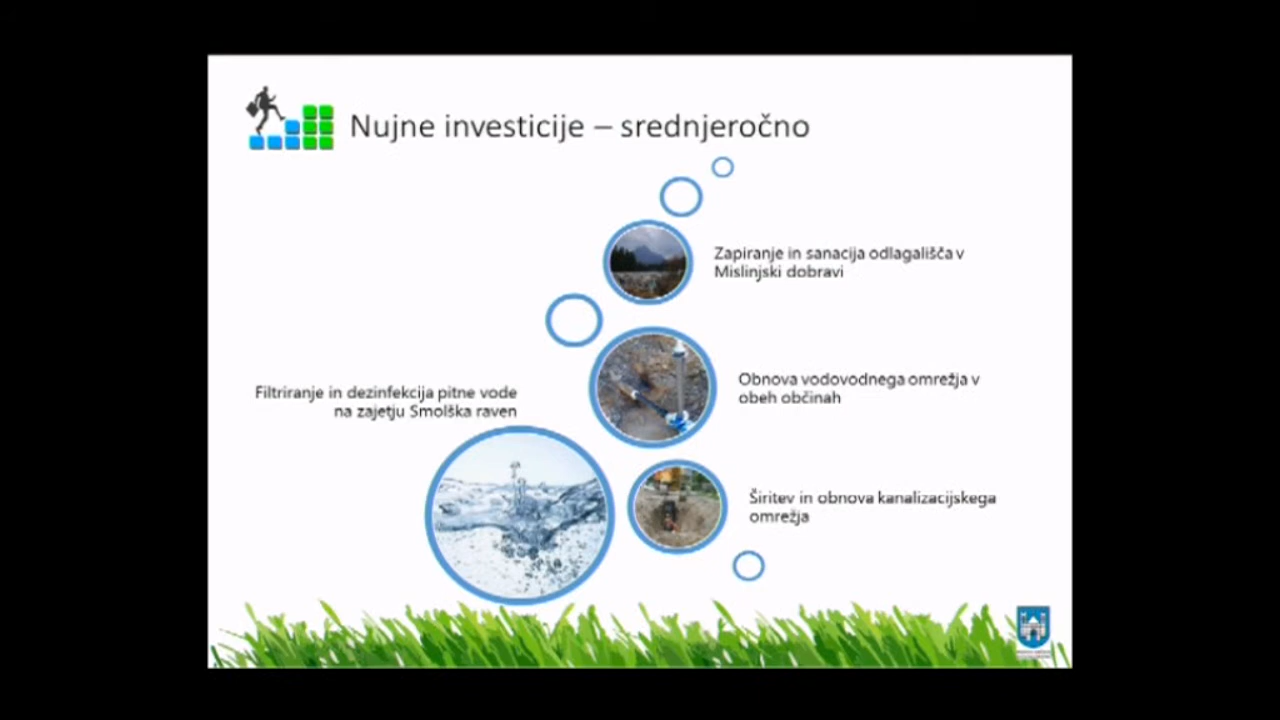 Nujne investicije – srednjeročno
Zapiranje in sanacija odlagališča v
Mislinjski dobravi
Obnova vodovodnega omrežja v
obeh občinah
Filtriranje in dezinfekcija pitne vode
na zajetju Smolška raven
Širitev in obnova kanalizacijskega
omrežja